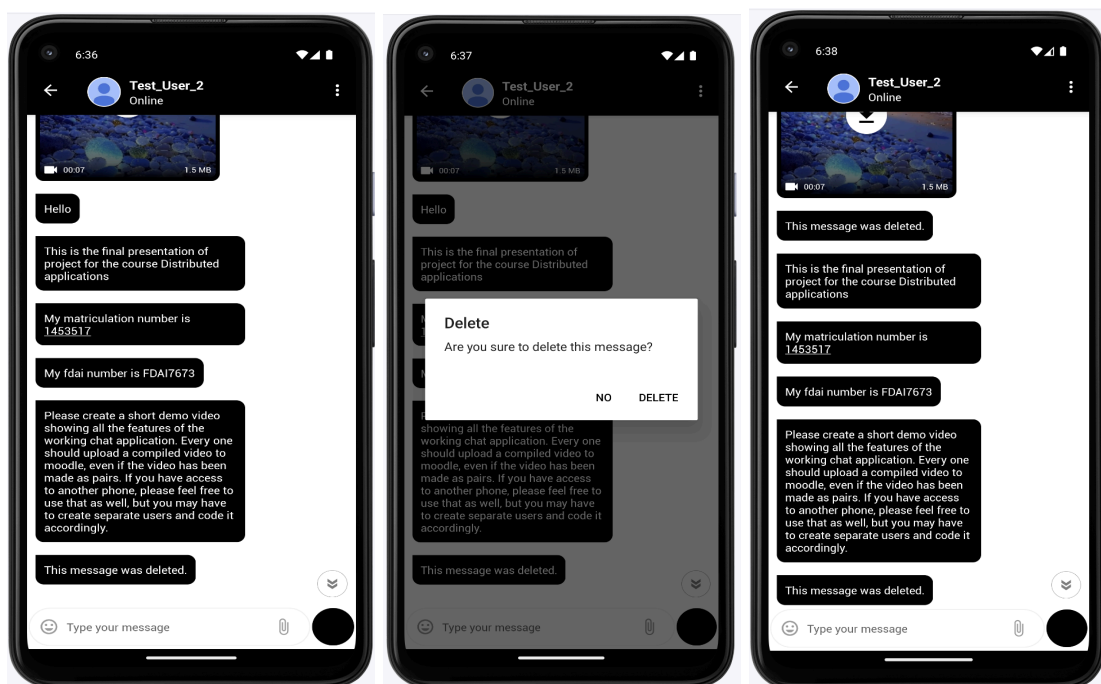 6:36
Test_User_2
Online
00:07 1.5 MB
Hello
This is the final presentation of
project for the course Distributed
applications
My matriculation number is
1453517
My fdai number is FDAI7673
Please create a short demo video
showing all the features of the
working chat application. Every one
should upload a compiled video to
moodle, even if the video has been
made as pairs. If you have access
to another phone, please feel free to
use that as well, but you may have
to create separate users and code it
accordingly.
This message was deleted.
Type your message
6:37
Test_User_2
Online
00:07 1.5 MB
Hello
This is the final presentation of
project for the course Distributed
applications
Delete
Are you sure to delete this message?
NO DELETE
showing all the features of the
working chat application. Every one
should upload a compiled video to
moodle, even if the video has been
made as pairs. If you have access
to another phone, please feel free to
use that as well, but you may have
to create separate users and code it
accordingly.
This message was deleted.
Type your message
6:38
Test_User_2
Online
00:07 1.5 MB
This message was deleted.
This is the final presentation of
project for the course Distributed
applications
My matriculation number is
1453517
My fdai number is FDAI7673
Please create a short demo video
showing all the features of the
working chat application. Every one
should upload a compiled video to
moodle, even if the video has been
made as pairs. If you have access
to another phone, please feel free to
use that as well, but you may have
to create separate users and code it
accordingly.
This message was deleted.
Type your message